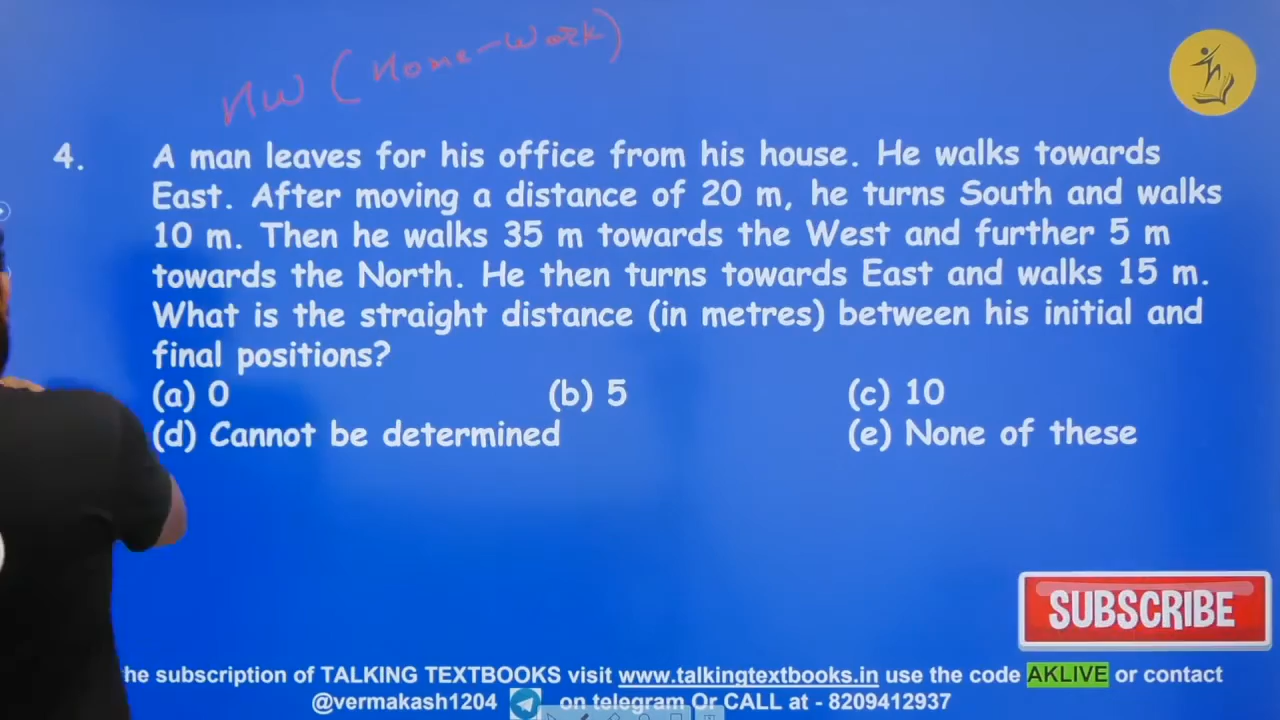 HW (Home-work)
4. A man leaves for his office from his house. He walks towards
East. After moving a distance of 20 m, he turns South and walks
10 m. Then he walks 35 m towards the West and further 5 m
towards the North. He then turns towards East and walks 15 m.
What is the straight distance (in metres) between his initial and
final positions?
(a) 0 (b) 5 (c) 10
(d) Cannot be determined (e) None of these
SUBSCRIBE
he subscription of TALKING TEXTBOOKS visit www.talkingtextbooks.in use the code AKLIVE or contact
@vermakash1204 on telegram Or CALL at - 8209412937